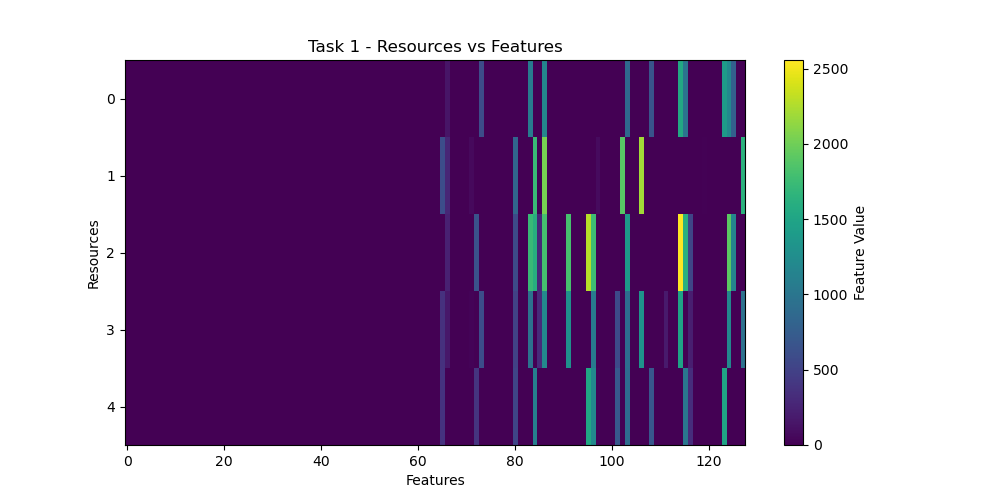 Task 1 - Resources vs Features
Resources
0
1
2
3
4
0 20 40 60 80 100 120
Features
2500
2000
1500
1000
500
0
Feature Value